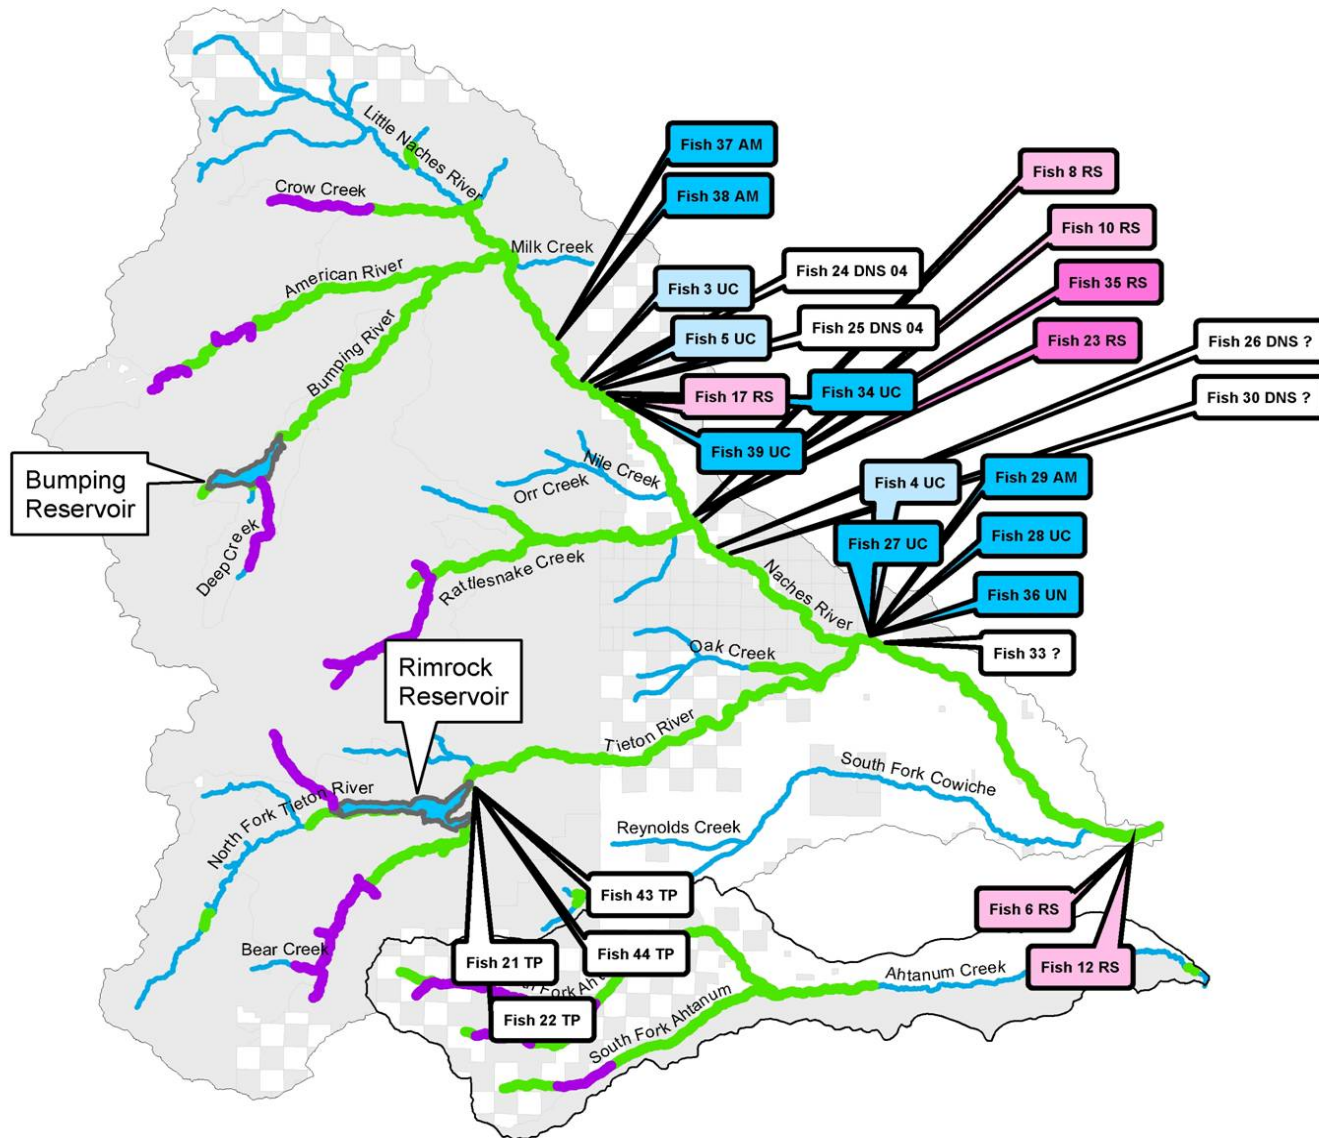 Little Naches River
Fish 37 AM
Fish 8 RS
Crow Creek
Fish 38 AM
Fish 10 RS
Milk Creek
American River
Fish 24 DNS 04
Fish 3 UC
Fish 35 RS
Bumping River
Fish 25 DNS 04
Fish 5 UC
Fish 23 RS
Fish 26 DNS ?
Fish 17 RS
Fish 34 UC
Fish 30 DNS ?
Fish 39 UC
Bumping
Reservoir
Nile Creek
Orr Creek
Fish 4 UC
Fish 29 AM
Deep Creek
Rattlesnake Creek
Fish 27 UC
Fish 28 UC
Naches River
Fish 36 UN
Oak Creek
Fish 33 ?
Rimrock
Reservoir
Tieton River
North Fork Tieton River
South Fork Cowiche
Reynolds Creek
Fish 43 TP
Fish 6 RS
Bear Creek
Fish 21 TP
Fish 44 TP
Fish 12 RS
Fork Aht
Ahtanum Creek
Fish 22 TP
South Fork Ahtanum